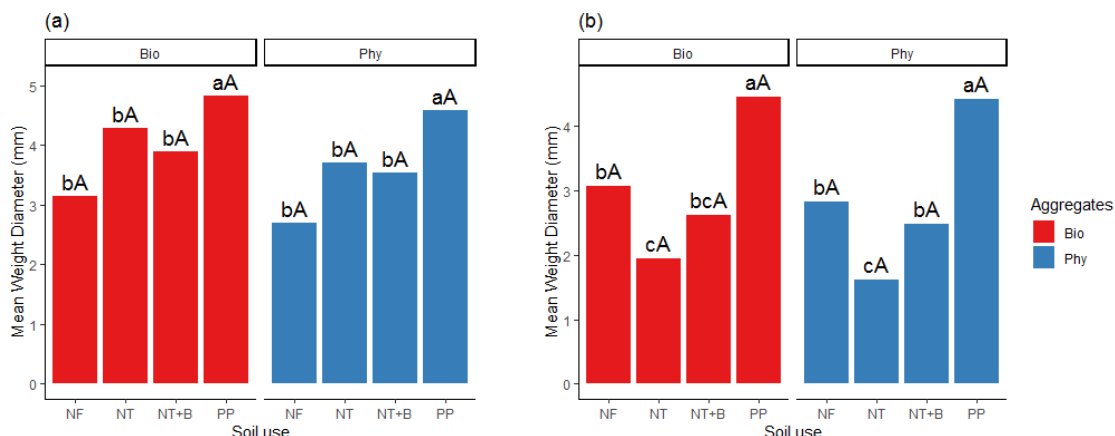 (a)
Bio
Phy
Mean Weight Diameter (mm)
5
4
3
2
1
0
bA
bA
bA
aA
bA
bA
bA
aA
NF
NT
NT+B
PP
NF
NT
NT+B
PP
Soil use
(b)
Bio
Phy
Mean Weight Diameter (mm)
4
3
2
1
0
bA
cA
bcA
aA
bA
cA
bA
aA
NF
NT
NT+B
PP
NF
NT
NT+B
PP
Soil use
Aggregates
Bio
Phy